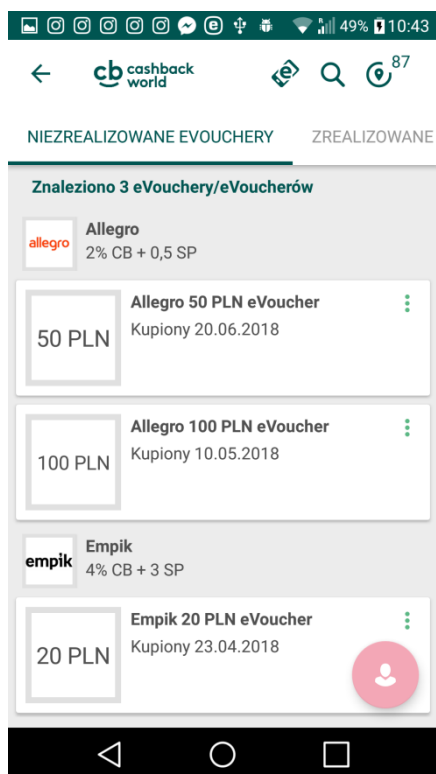 49% 10:43
cb cashback world
87
NIEZREALIZOWANE EVOUCHERY ZREALIZOWANE
Znaleziono 3 eVouchery/eVoucherów
allegro
Allegro
2% CB + 0,5 SP
50 PLN
Allegro 50 PLN eVoucher
Kupiony 20.06.2018
100 PLN
Allegro 100 PLN eVoucher
Kupiony 10.05.2018
empik
Empik
4% CB + 3 SP
20 PLN
Empik 20 PLN eVoucher
Kupiony 23.04.2018